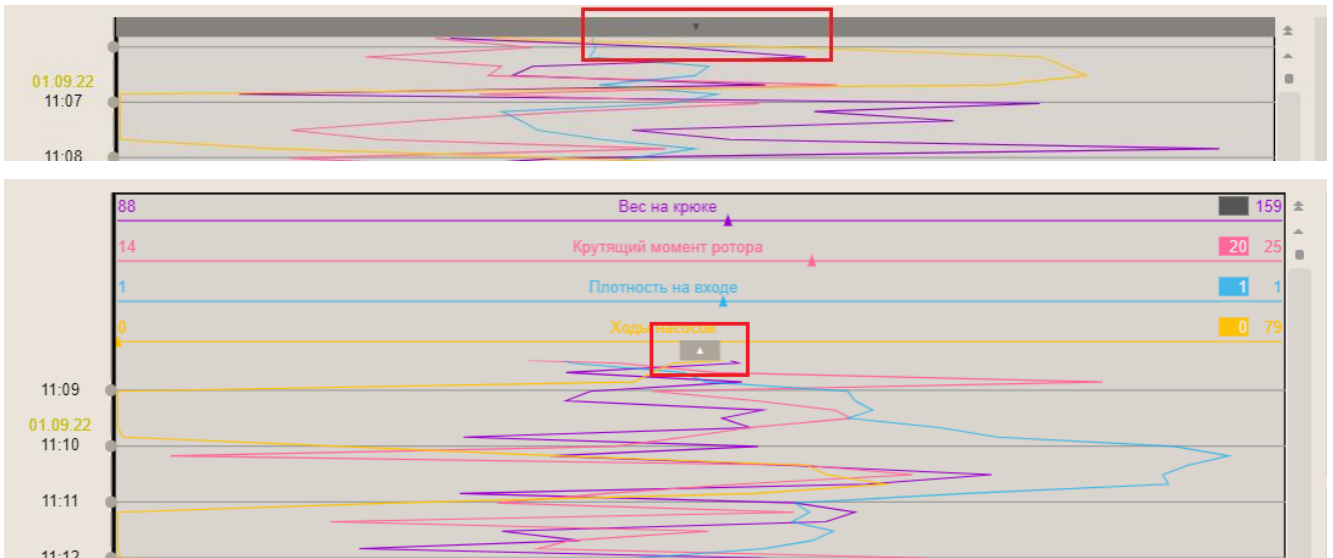 01.09.22
11:07
11:08
88 Вес на крюке 159
14 Крутящий момент ротора 20 25
1 Плотность на входе 1 1
0 Ходы насосов 0 79
11:09
01.09.22
11:10
11:11
11:12